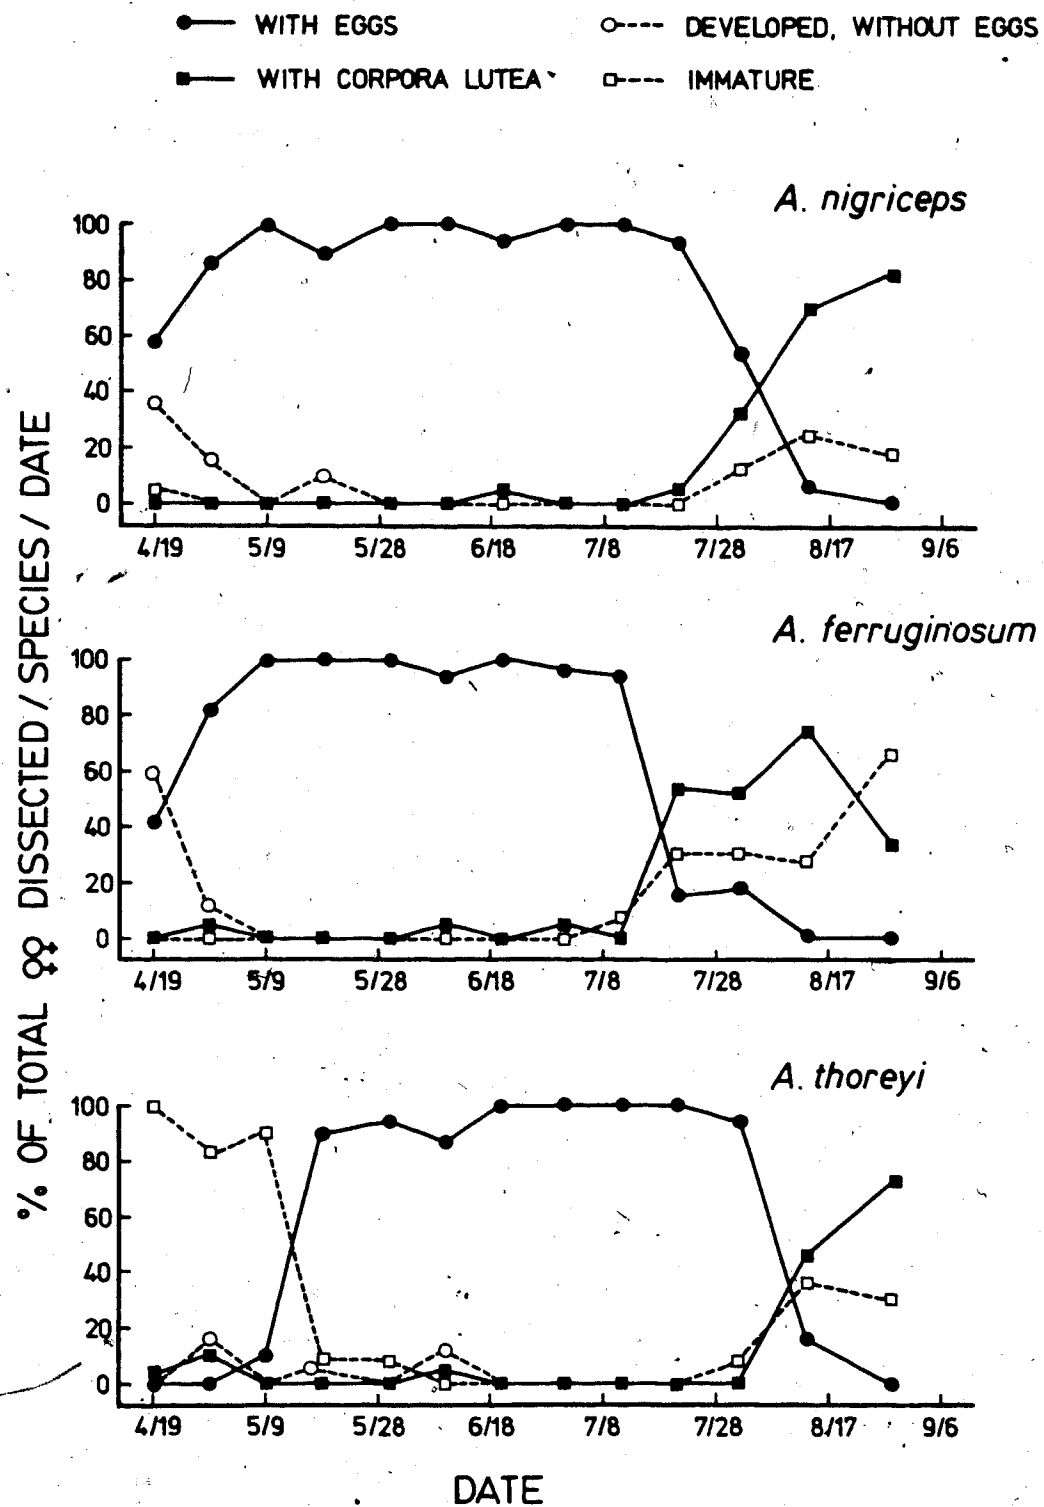 WITH EGGS DEVELOPED, WITHOUT EGGS
WITH CORPORA LUTEA IMMATURE
% OF TOTAL ♀♀ DISSECTED / SPECIES / DATE
A. nigriceps
100
80
60
40
20
0
4/19 5/9 5/28 6/18 7/8 7/28 8/17 9/6
A. ferruginosum
100
80
60
40
20
0
4/19 5/9 5/28 6/18 7/8 7/28 8/17 9/6
A. thoreyi
100
80
60
40
20
0
4/19 5/9 5/28 6/18 7/8 7/28 8/17 9/6
DATE